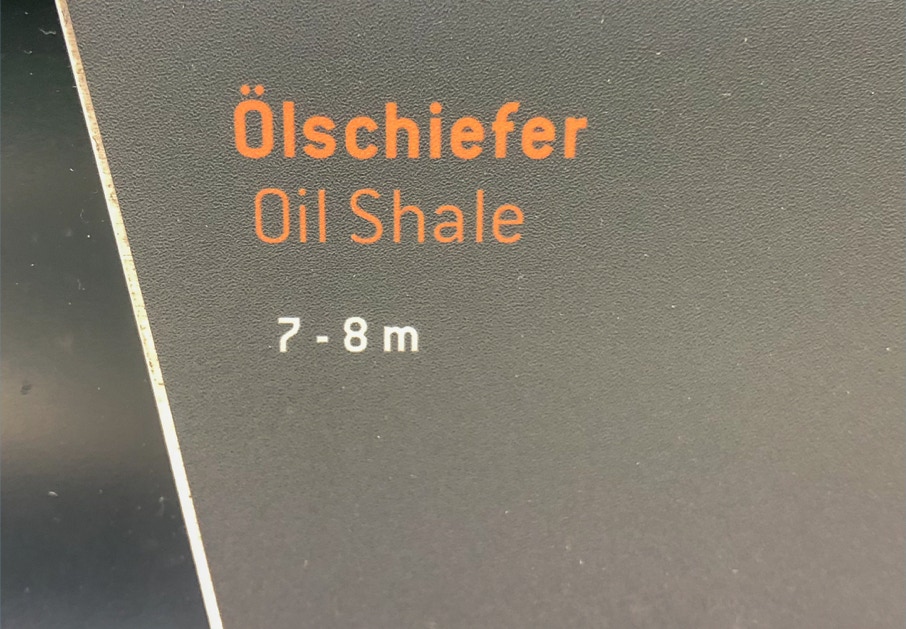 Ölschiefer
Oil Shale
7 - 8 m